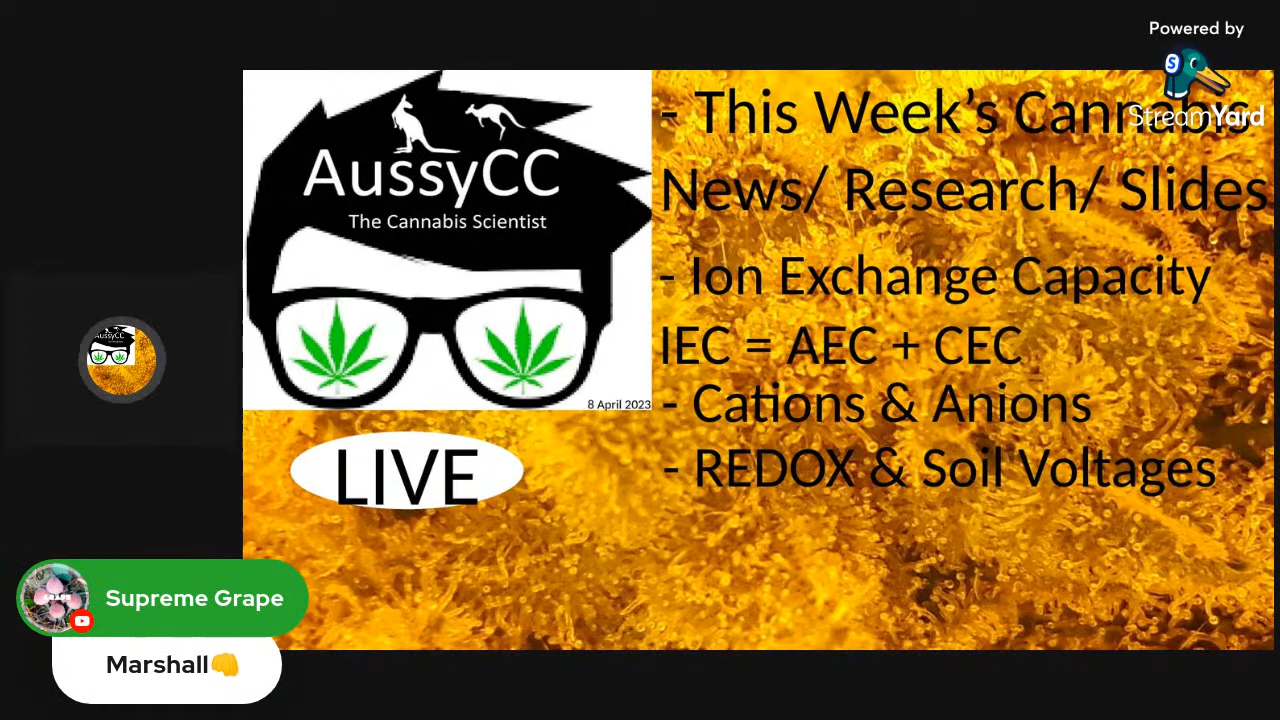 Powered by
StreamYard
AussyCC
The Cannabis Scientist
8 April 2023
LIVE
- This Week’s Cannabis
News/ Research/ Slides
- Ion Exchange Capacity
IEC = AEC + CEC
- Cations & Anions
- REDOX & Soil Voltages
AussyCC
Supreme Grape
Marshall👊